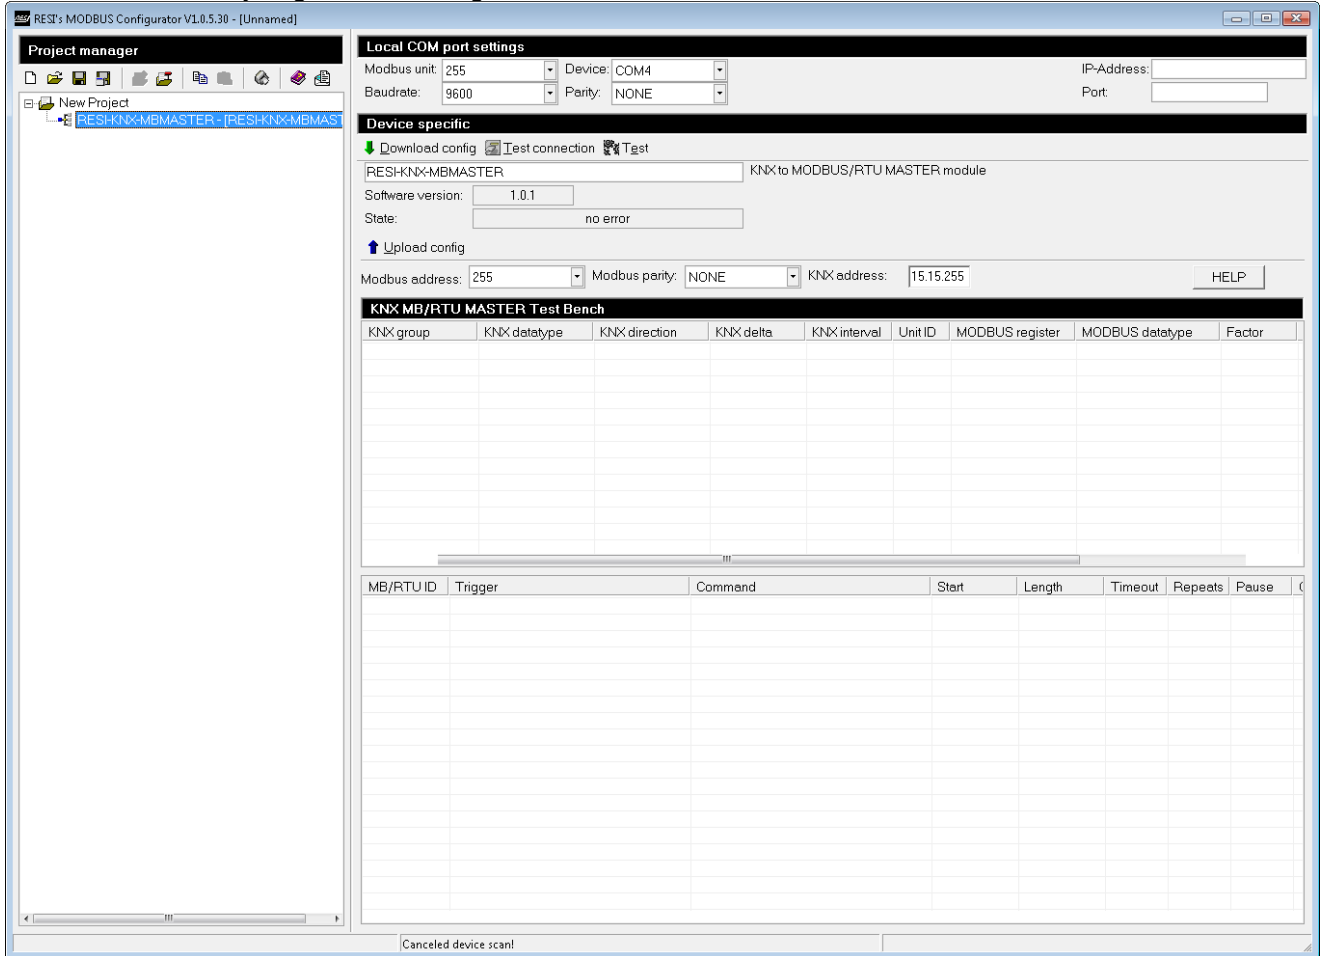 RESI's MODBUS Configurator V1.0.5.30 - [Unnamed]
Project manager
New Project
RESI-KNX-MBMASTER - [RESI-KNX-MBMAST
Local COM port settings
Modbus unit: 255 Device: COM4 IP-Address:
Baudrate: 9600 Parity: NONE Port:
Device specific
Download config Test connection Test
RESI-KNX-MBMASTER KNX to MODBUS/RTU MASTER module
Software version: 1.0.1
State: no error
Upload config
Modbus address: 255 Modbus parity: NONE KNX address: 15.15.255 HELP
KNX MB/RTU MASTER Test Bench
KNX group KNX datatype KNX direction KNX delta KNX interval Unit ID MODBUS register MODBUS datatype Factor
MB/RTU ID Trigger Command Start Length Timeout Repeats Pause
Canceled device scan!